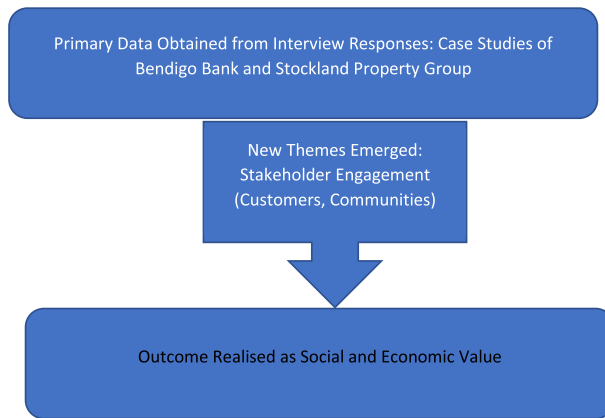 Primary Data Obtained from Interview Responses: Case Studies of
Bendigo Bank and Stockland Property Group
New Themes Emerged:
Stakeholder Engagement
(Customers, Communities)
Outcome Realised as Social and Economic Value